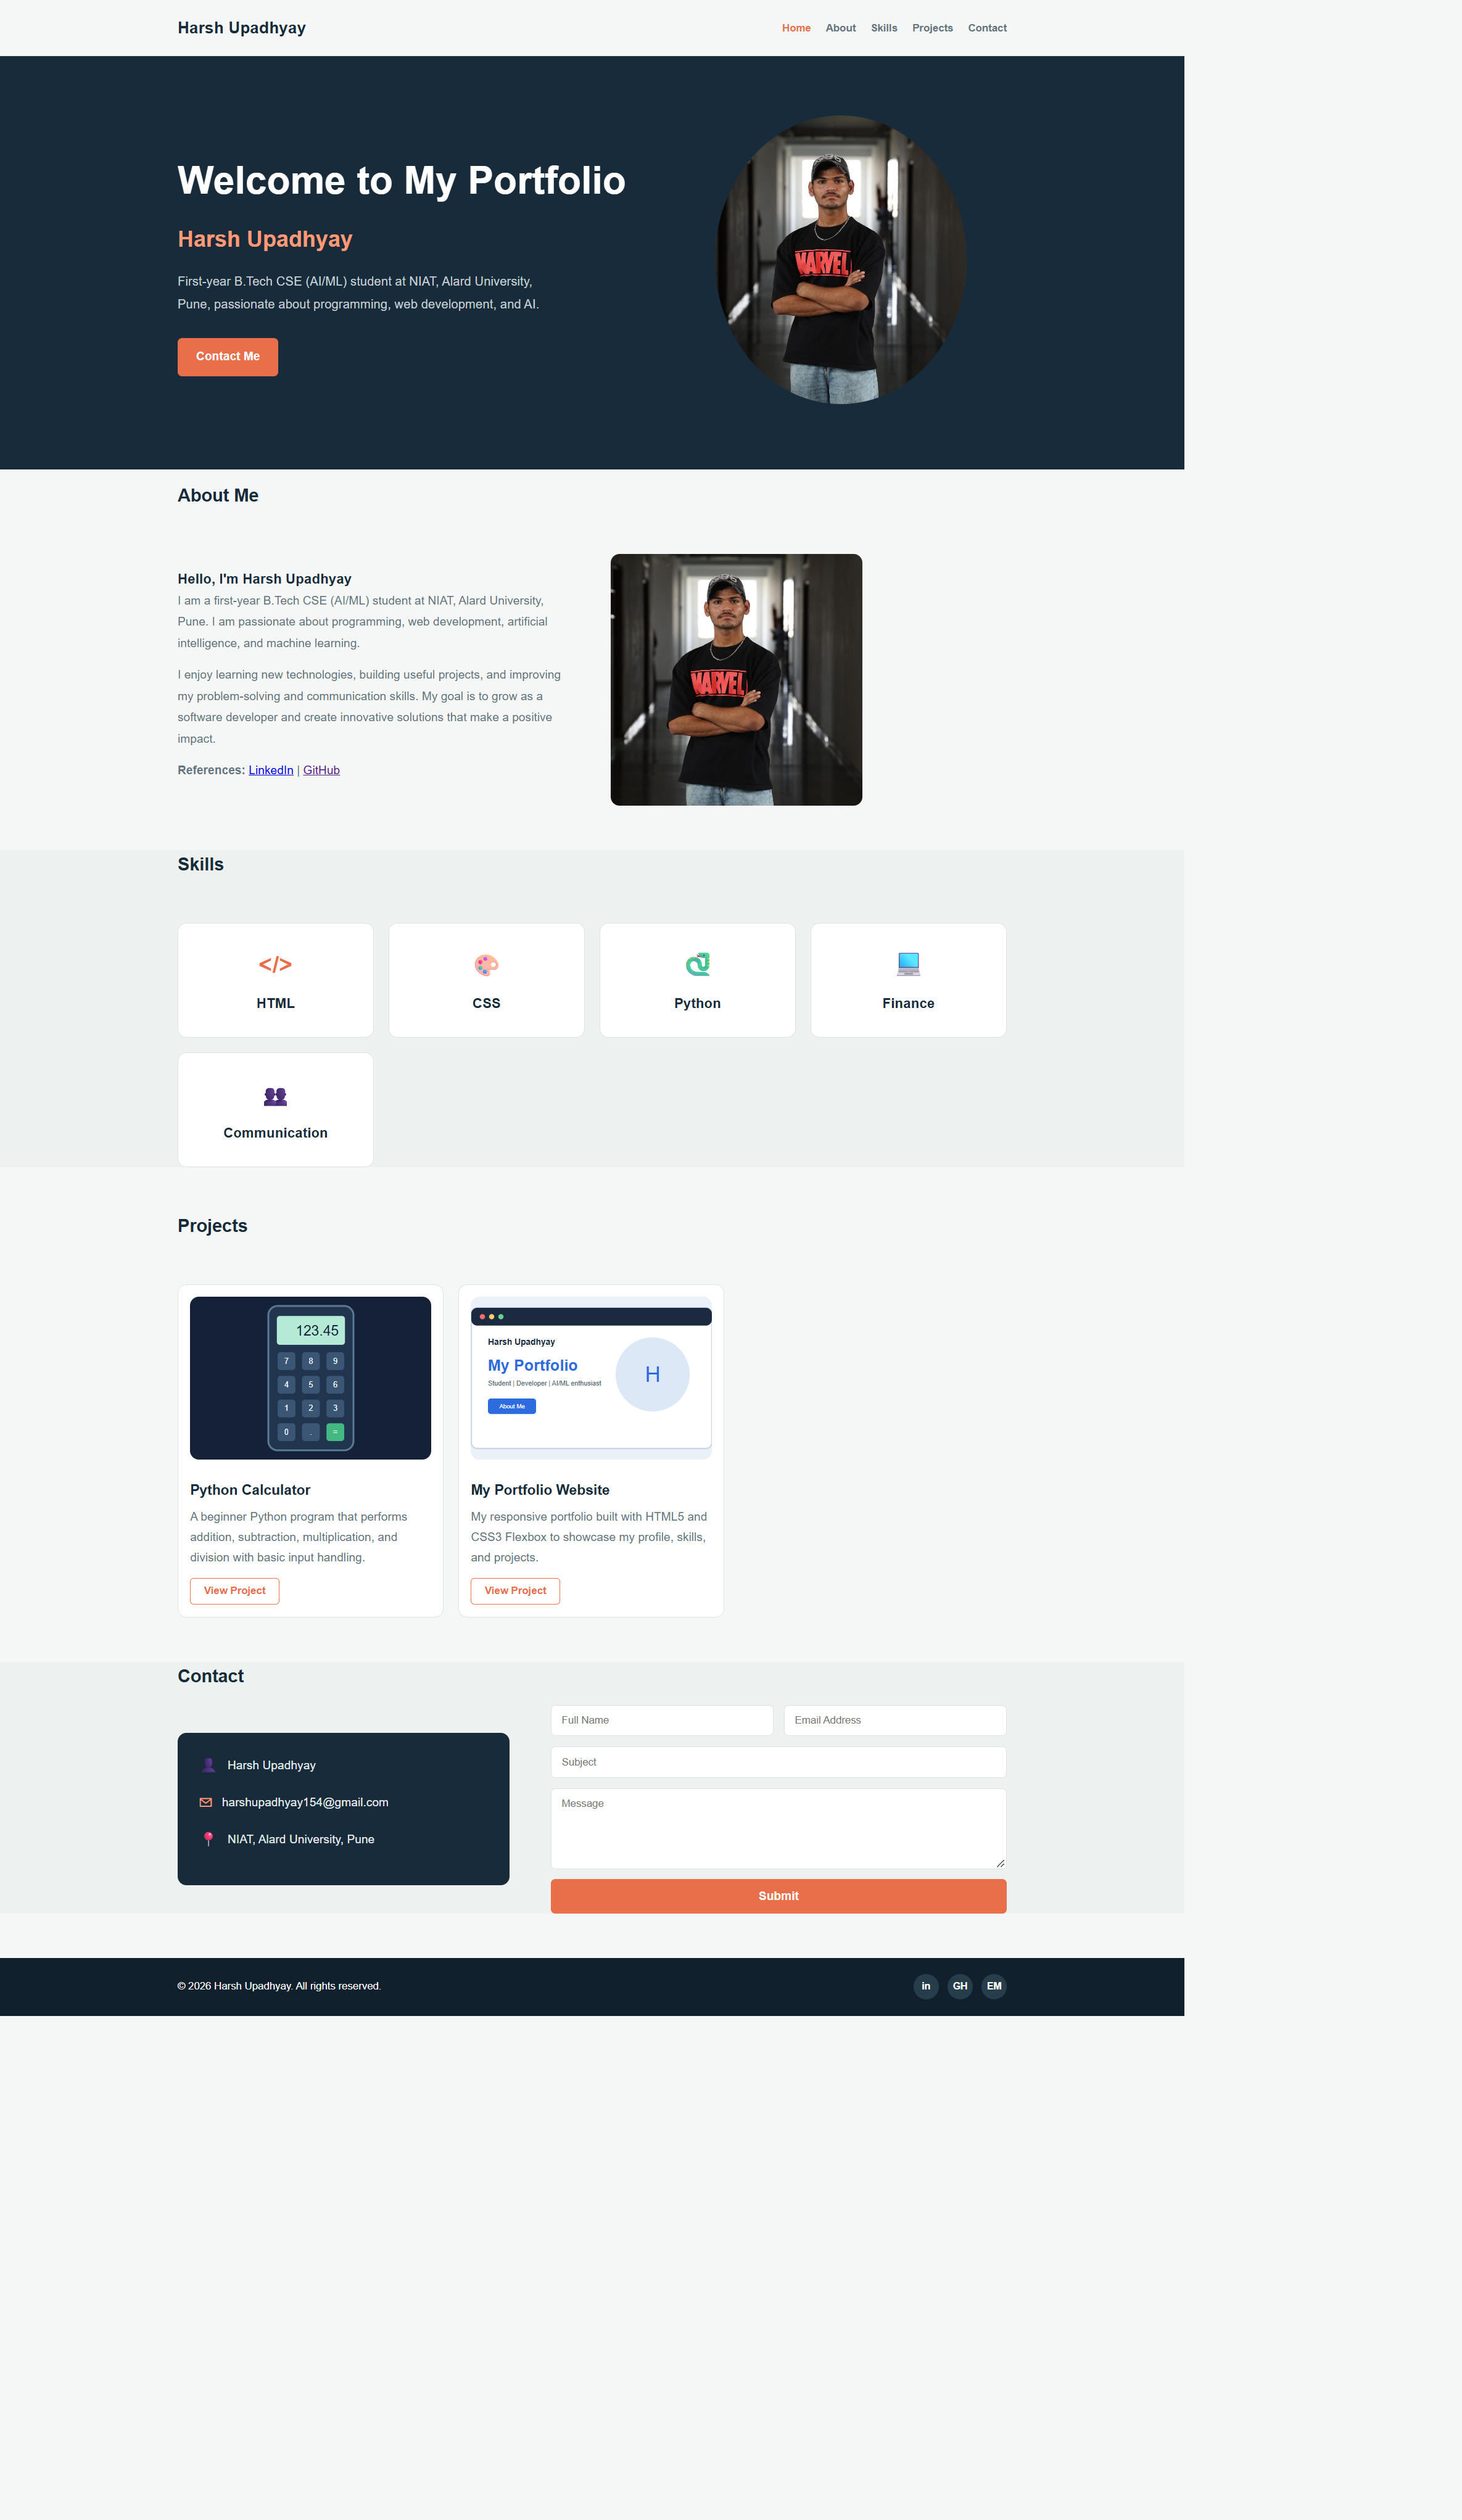 Harsh Upadhyay
Home About Skills Projects Contact
Welcome to My Portfolio
Harsh Upadhyay
First-year B.Tech CSE (AI/ML) student at NIAT, Alard University,
Pune, passionate about programming, web development, and AI.
Contact Me
MARVEL
About Me
Hello, I'm Harsh Upadhyay
I am a first-year B.Tech CSE (AI/ML) student at NIAT, Alard University,
Pune. I am passionate about programming, web development, artificial
intelligence, and machine learning.
I enjoy learning new technologies, building useful projects, and improving
my problem-solving and communication skills. My goal is to grow as a
software developer and create innovative solutions that make a positive
impact.
References: LinkedIn | GitHub
MARVEL
Skills
</>
HTML
CSS
Python
Finance
Communication
Projects
123.45
7 8 9
4 5 6
1 2 3
0 . =
Python Calculator
A beginner Python program that performs
addition, subtraction, multiplication, and
division with basic input handling.
View Project
Harsh Upadhyay
My Portfolio
Student | Developer | AI/ML enthusiast
About Me
H
My Portfolio Website
My responsive portfolio built with HTML5 and
CSS3 Flexbox to showcase my profile, skills,
and projects.
View Project
Contact
Harsh Upadhyay
harshupadhyay154@gmail.com
NIAT, Alard University, Pune
Full Name
Email Address
Subject
Message
Submit
© 2026 Harsh Upadhyay. All rights reserved.
in GH EM